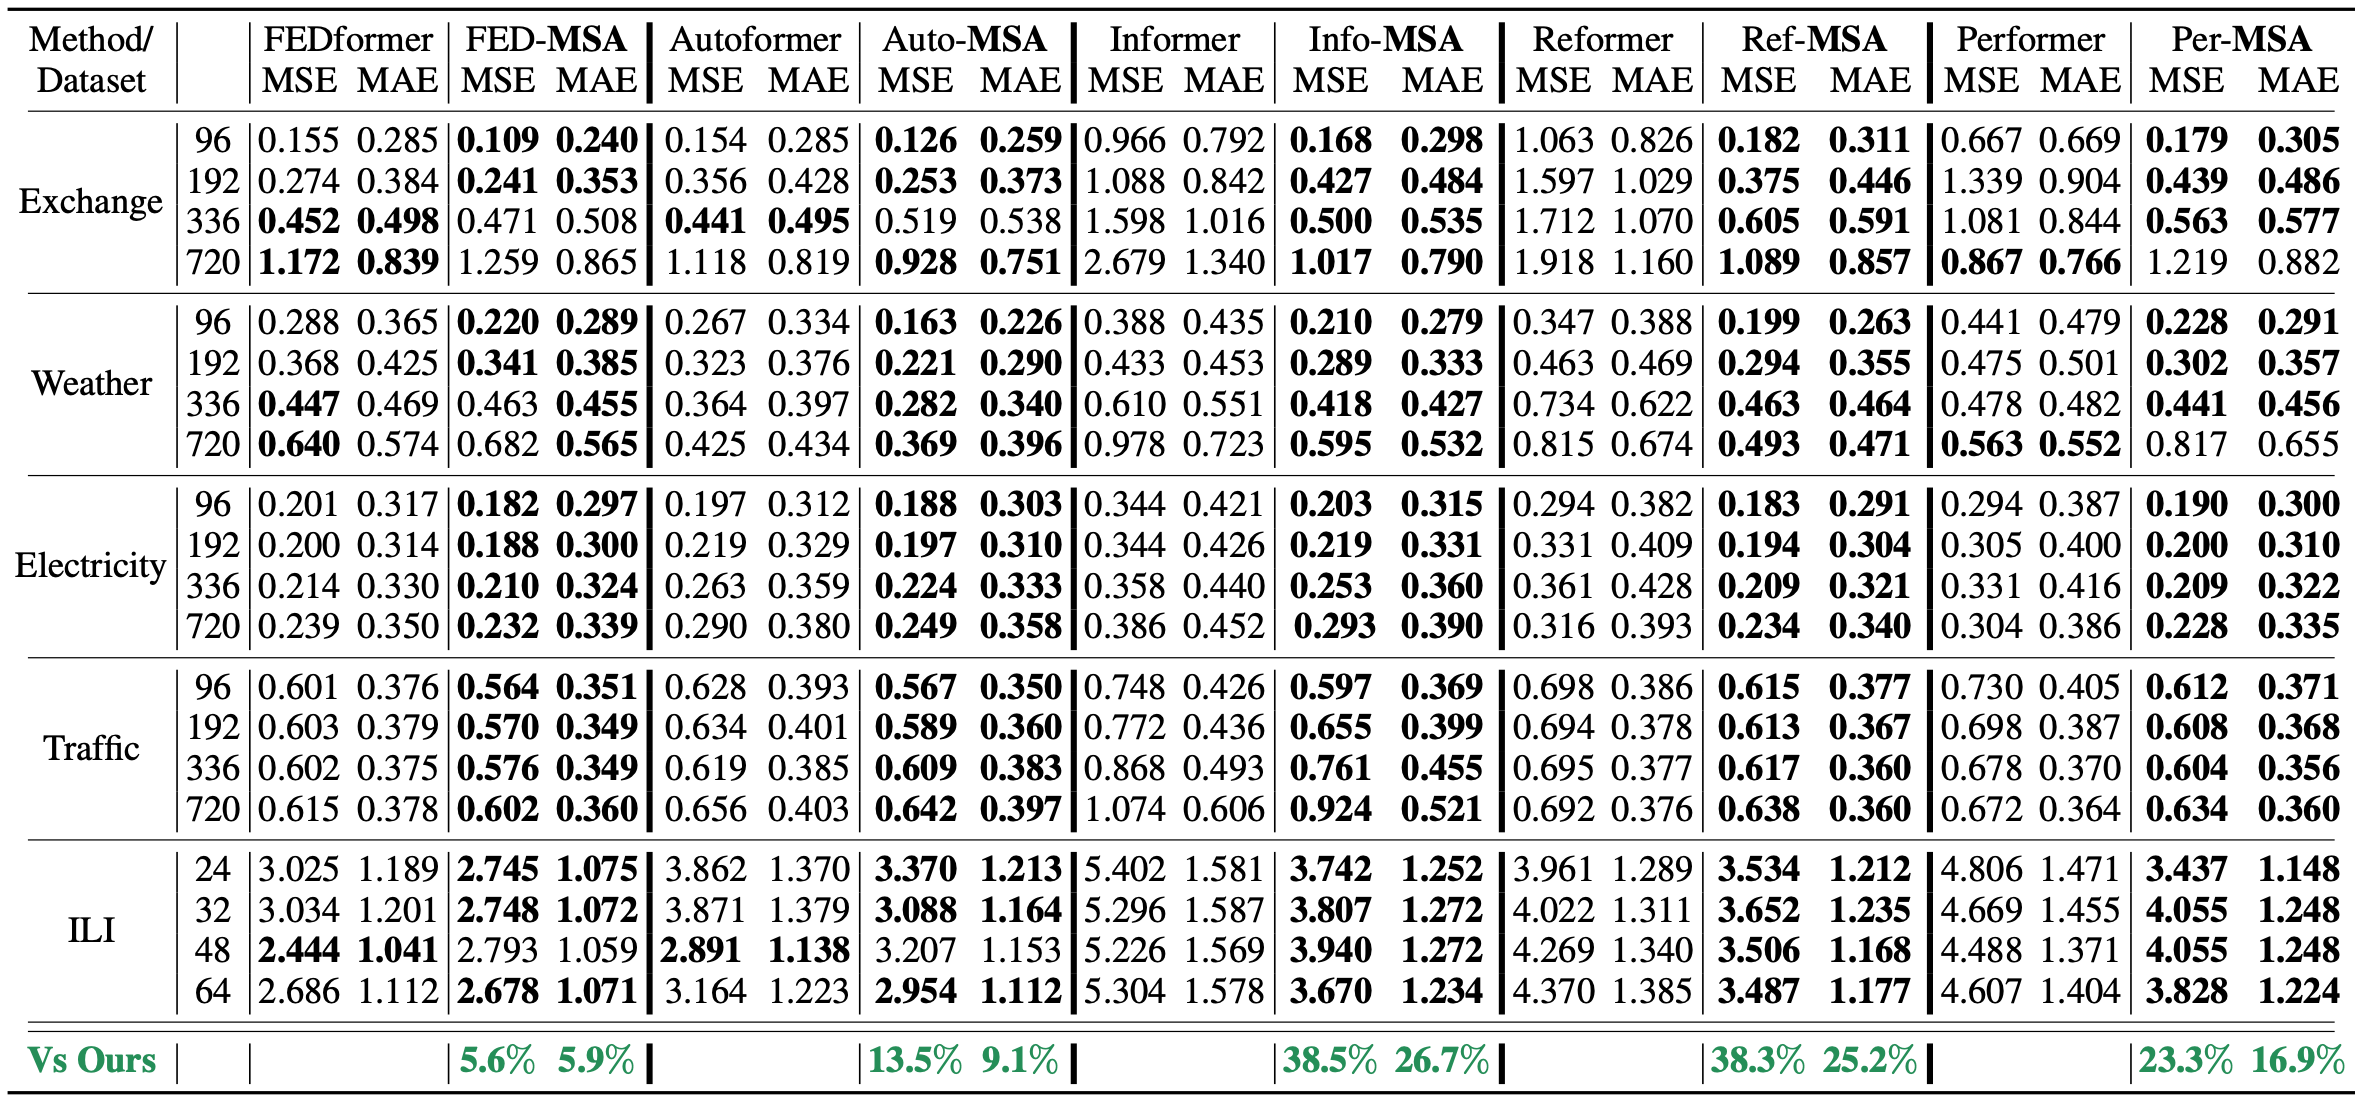 Method/ FEDformer FED-MSA Autoformer Auto-MSA Informer Info-MSA Reformer Ref-MSA Performer Per-MSA
Dataset MSE MAE MSE MAE MSE MAE MSE MAE MSE MAE MSE MAE MSE MAE MSE MAE MSE MAE MSE MAE
Exchange
96 0.155 0.285 0.109 0.240 0.154 0.285 0.126 0.259 0.966 0.792 0.168 0.298 1.063 0.826 0.182 0.311 0.667 0.669 0.179 0.305
192 0.274 0.384 0.241 0.353 0.356 0.428 0.253 0.373 1.088 0.842 0.427 0.484 1.597 1.029 0.375 0.446 1.339 0.904 0.439 0.486
336 0.452 0.498 0.471 0.508 0.441 0.495 0.519 0.538 1.598 1.016 0.500 0.535 1.712 1.070 0.605 0.591 1.081 0.844 0.563 0.577
720 1.172 0.839 1.259 0.865 1.118 0.819 0.928 0.751 2.679 1.340 1.017 0.790 1.918 1.160 1.089 0.857 0.867 0.766 1.219 0.882
Weather
96 0.288 0.365 0.220 0.289 0.267 0.334 0.163 0.226 0.388 0.435 0.210 0.279 0.347 0.388 0.199 0.263 0.441 0.479 0.228 0.291
192 0.368 0.425 0.341 0.385 0.323 0.376 0.221 0.290 0.433 0.453 0.289 0.333 0.463 0.469 0.294 0.355 0.475 0.501 0.302 0.357
336 0.447 0.469 0.463 0.455 0.364 0.397 0.282 0.340 0.610 0.551 0.418 0.427 0.734 0.622 0.463 0.464 0.478 0.482 0.441 0.456
720 0.640 0.574 0.682 0.565 0.425 0.434 0.369 0.396 0.978 0.723 0.595 0.532 0.815 0.674 0.493 0.471 0.563 0.552 0.817 0.655
Electricity
96 0.201 0.317 0.182 0.297 0.197 0.312 0.188 0.303 0.344 0.421 0.203 0.315 0.294 0.382 0.183 0.291 0.294 0.387 0.190 0.300
192 0.200 0.314 0.188 0.300 0.219 0.329 0.197 0.310 0.344 0.426 0.219 0.331 0.331 0.409 0.194 0.304 0.305 0.400 0.200 0.310
336 0.214 0.330 0.210 0.324 0.263 0.359 0.224 0.333 0.358 0.440 0.253 0.360 0.361 0.428 0.209 0.321 0.331 0.416 0.209 0.322
720 0.239 0.350 0.232 0.339 0.290 0.380 0.249 0.358 0.386 0.452 0.293 0.390 0.316 0.393 0.234 0.340 0.304 0.386 0.228 0.335
Traffic
96 0.601 0.376 0.564 0.351 0.628 0.393 0.567 0.350 0.748 0.426 0.597 0.369 0.698 0.386 0.615 0.377 0.730 0.405 0.612 0.371
192 0.603 0.379 0.570 0.349 0.634 0.401 0.589 0.360 0.772 0.436 0.655 0.399 0.694 0.378 0.613 0.367 0.698 0.387 0.608 0.368
336 0.602 0.375 0.576 0.349 0.619 0.385 0.609 0.383 0.868 0.493 0.761 0.455 0.695 0.377 0.617 0.360 0.678 0.370 0.604 0.356
720 0.615 0.378 0.602 0.360 0.656 0.403 0.642 0.397 1.074 0.606 0.924 0.521 0.692 0.376 0.638 0.360 0.672 0.364 0.634 0.360
ILI
24 3.025 1.189 2.745 1.075 3.862 1.370 3.370 1.213 5.402 1.581 3.742 1.252 3.961 1.289 3.534 1.212 4.806 1.471 3.437 1.148
32 3.034 1.201 2.748 1.072 3.871 1.379 3.088 1.164 5.296 1.587 3.807 1.272 4.022 1.311 3.652 1.235 4.669 1.455 4.055 1.248
48 2.444 1.041 2.793 1.059 2.891 1.138 3.207 1.153 5.226 1.569 3.940 1.272 4.269 1.340 3.506 1.168 4.488 1.371 4.055 1.248
64 2.686 1.112 2.678 1.071 3.164 1.223 2.954 1.112 5.304 1.578 3.670 1.234 4.370 1.385 3.487 1.177 4.607 1.404 3.828 1.224
Vs Ours 5.6% 5.9% 13.5% 9.1% 38.5% 26.7% 38.3% 25.2% 23.3% 16.9%